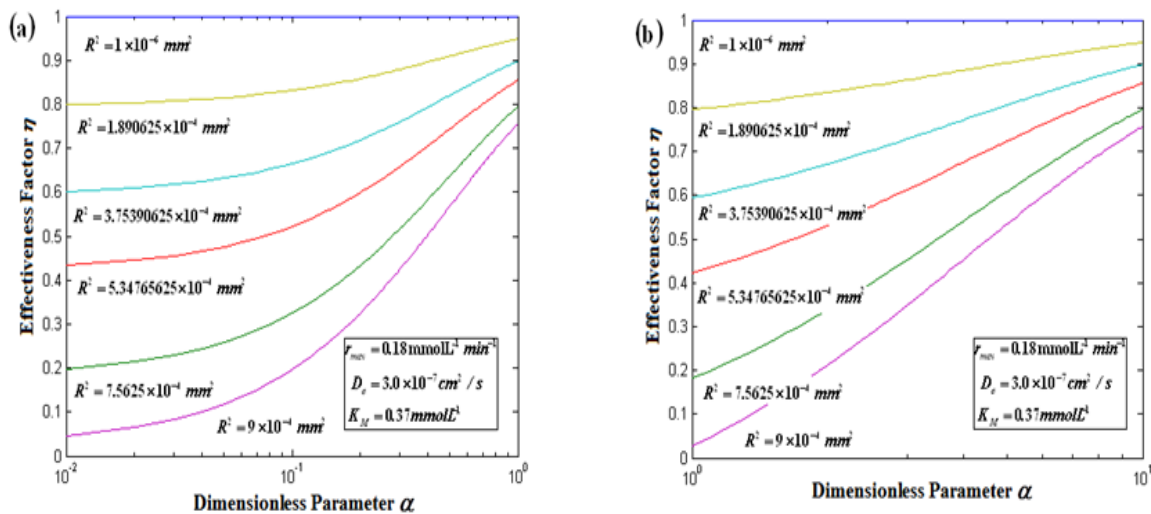 (a)
Effectiveness Factor η
1
0.9
0.8
0.7
0.6
0.5
0.4
0.3
0.2
0.1
0
R² = 1×10⁻⁶ mm²
R² = 1.890625×10⁻⁴ mm²
R² = 3.75390625×10⁻⁴ mm²
R² = 5.34765625×10⁻⁴ mm²
R² = 7.5625×10⁻⁴ mm²
R² = 9×10⁻⁴ mm²
r_max = 0.18 mmolL⁻¹ min⁻¹
D_e = 3.0×10⁻⁷ cm² / s
K_M = 0.37 mmolL¹
10⁻²
10⁻¹
10⁰
Dimensionless Parameter α
(b)
Effectiveness Factor η
1
0.9
0.8
0.7
0.6
0.5
0.4
0.3
0.2
0.1
0
R² = 1×10⁻⁶ mm²
R² = 1.890625×10⁻⁴ mm²
R² = 3.75390625×10⁻⁴ mm²
R² = 5.34765625×10⁻⁴ mm²
R² = 7.5625×10⁻⁴ mm²
R² = 9×10⁻⁴ mm²
r_max = 0.18 mmolL⁻¹ min⁻¹
D_e = 3.0×10⁻⁷ cm² / s
K_M = 0.37 mmolL¹
10⁰
10¹
Dimensionless Parameter α